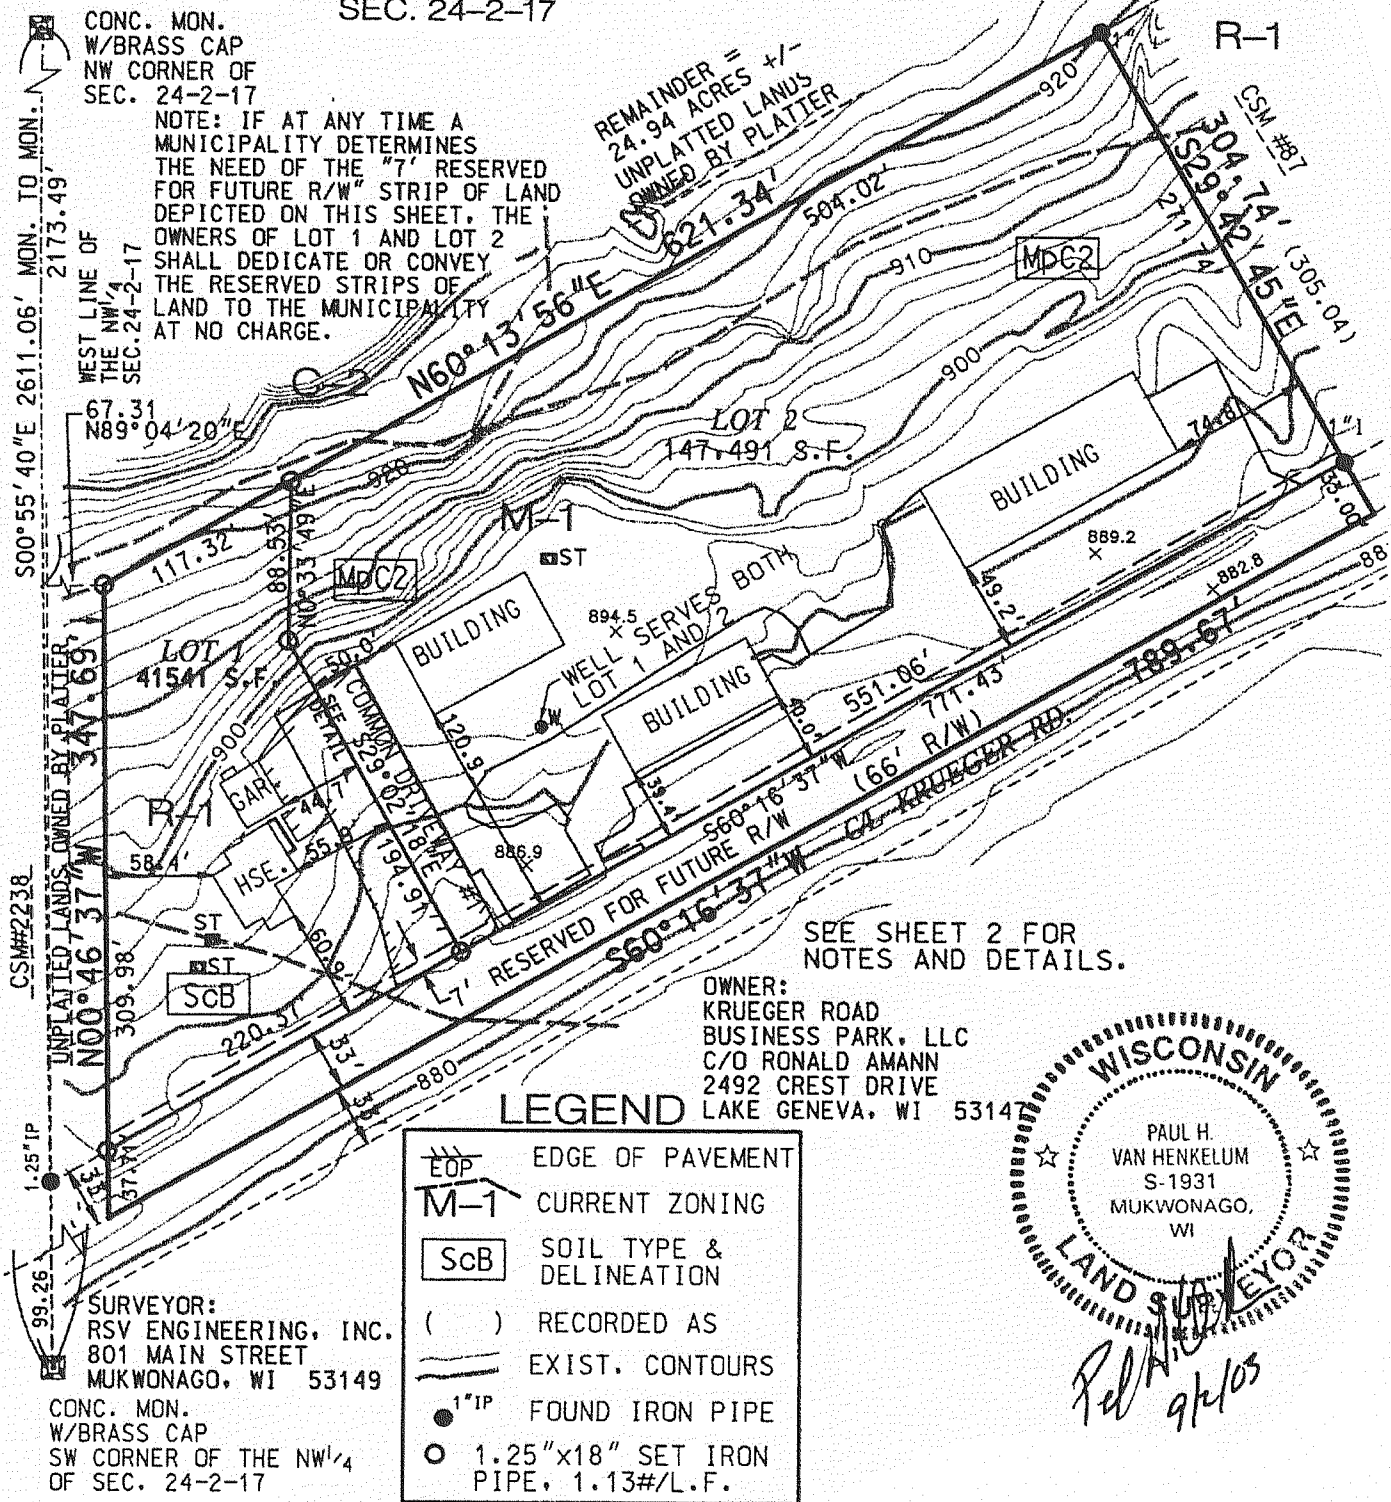 SEC. 24-2-17
CONC. MON.
W/BRASS CAP
NW CORNER OF
SEC. 24-2-17
NOTE: IF AT ANY TIME A
MUNICIPALITY DETERMINES
THE NEED OF THE "7' RESERVED
FOR FUTURE R/W" STRIP OF LAND
DEPICTED ON THIS SHEET, THE
OWNERS OF LOT 1 AND LOT 2
SHALL DEDICATE OR CONVEY
THE RESERVED STRIPS OF
LAND TO THE MUNICIPALITY
AT NO CHARGE.
S00°55'40"E 2611.06' MON. TO MON.
2173.49'
WEST LINE OF
THE NW1/4
SEC.24-2-17
67.31
N89°04'20"E
REMAINDER =
24.94 ACRES +/-
UNPLATTED LANDS
OWNED BY PLATTER
R-1
CSM #87
304.74'
(S29°42'45"E)
(305.04)
271.74'
N60°13'56"E 621.34'
504.02'
920
910
900
MpC2
LOT 2
147,491 S.F.
74.8'
1"I
33.00'
BUILDING
889.2
882.8
88
49.2'
920
117.32'
88.53'
N0°33'49"E
M-1
ST
MpC2
BUILDING
894.5
WELL SERVES BOTH
LOT 1 AND 2
W
BUILDING
40.0'
39.4
120.9
50.0'
COMMON DRIVEWAY #1
SEE DETAIL
S29°02'18"E
194.91'
886.9
LOT 1
41541 S.F.
900
R-1
GAR.
44.7'
HSE.
55.9
58.4'
60.9'
ST
ST
ScB
CSM#2238
UNPLATTED LANDS OWNED BY PLATTER
347.69'
(N00°46'37"W
309.98'
220.37'
551.06'
771.43'
S60°16'37"W
(66' R/W)
789.67'
S60°16'37"W
CA. KRUEGER RD.
7' RESERVED FOR FUTURE R/W
33'
33'
880
1.25"IP
33'
37.71'
99.26
SEE SHEET 2 FOR
NOTES AND DETAILS.
OWNER:
KRUEGER ROAD
BUSINESS PARK, LLC
C/O RONALD AMANN
2492 CREST DRIVE
LAKE GENEVA, WI 53147
LEGEND
EOP EDGE OF PAVEMENT
M-1 CURRENT ZONING
ScB SOIL TYPE &
DELINEATION
( ) RECORDED AS
EXIST. CONTOURS
1"IP FOUND IRON PIPE
1.25"x18" SET IRON
PIPE, 1.13#/L.F.
WISCONSIN
PAUL H.
VAN HENKELUM
S-1931
MUKWONAGO,
WI
LAND SURVEYOR
SURVEYOR:
RSV ENGINEERING, INC.
801 MAIN STREET
MUKWONAGO, WI 53149
CONC. MON.
W/BRASS CAP
SW CORNER OF THE NW1/4
OF SEC. 24-2-17